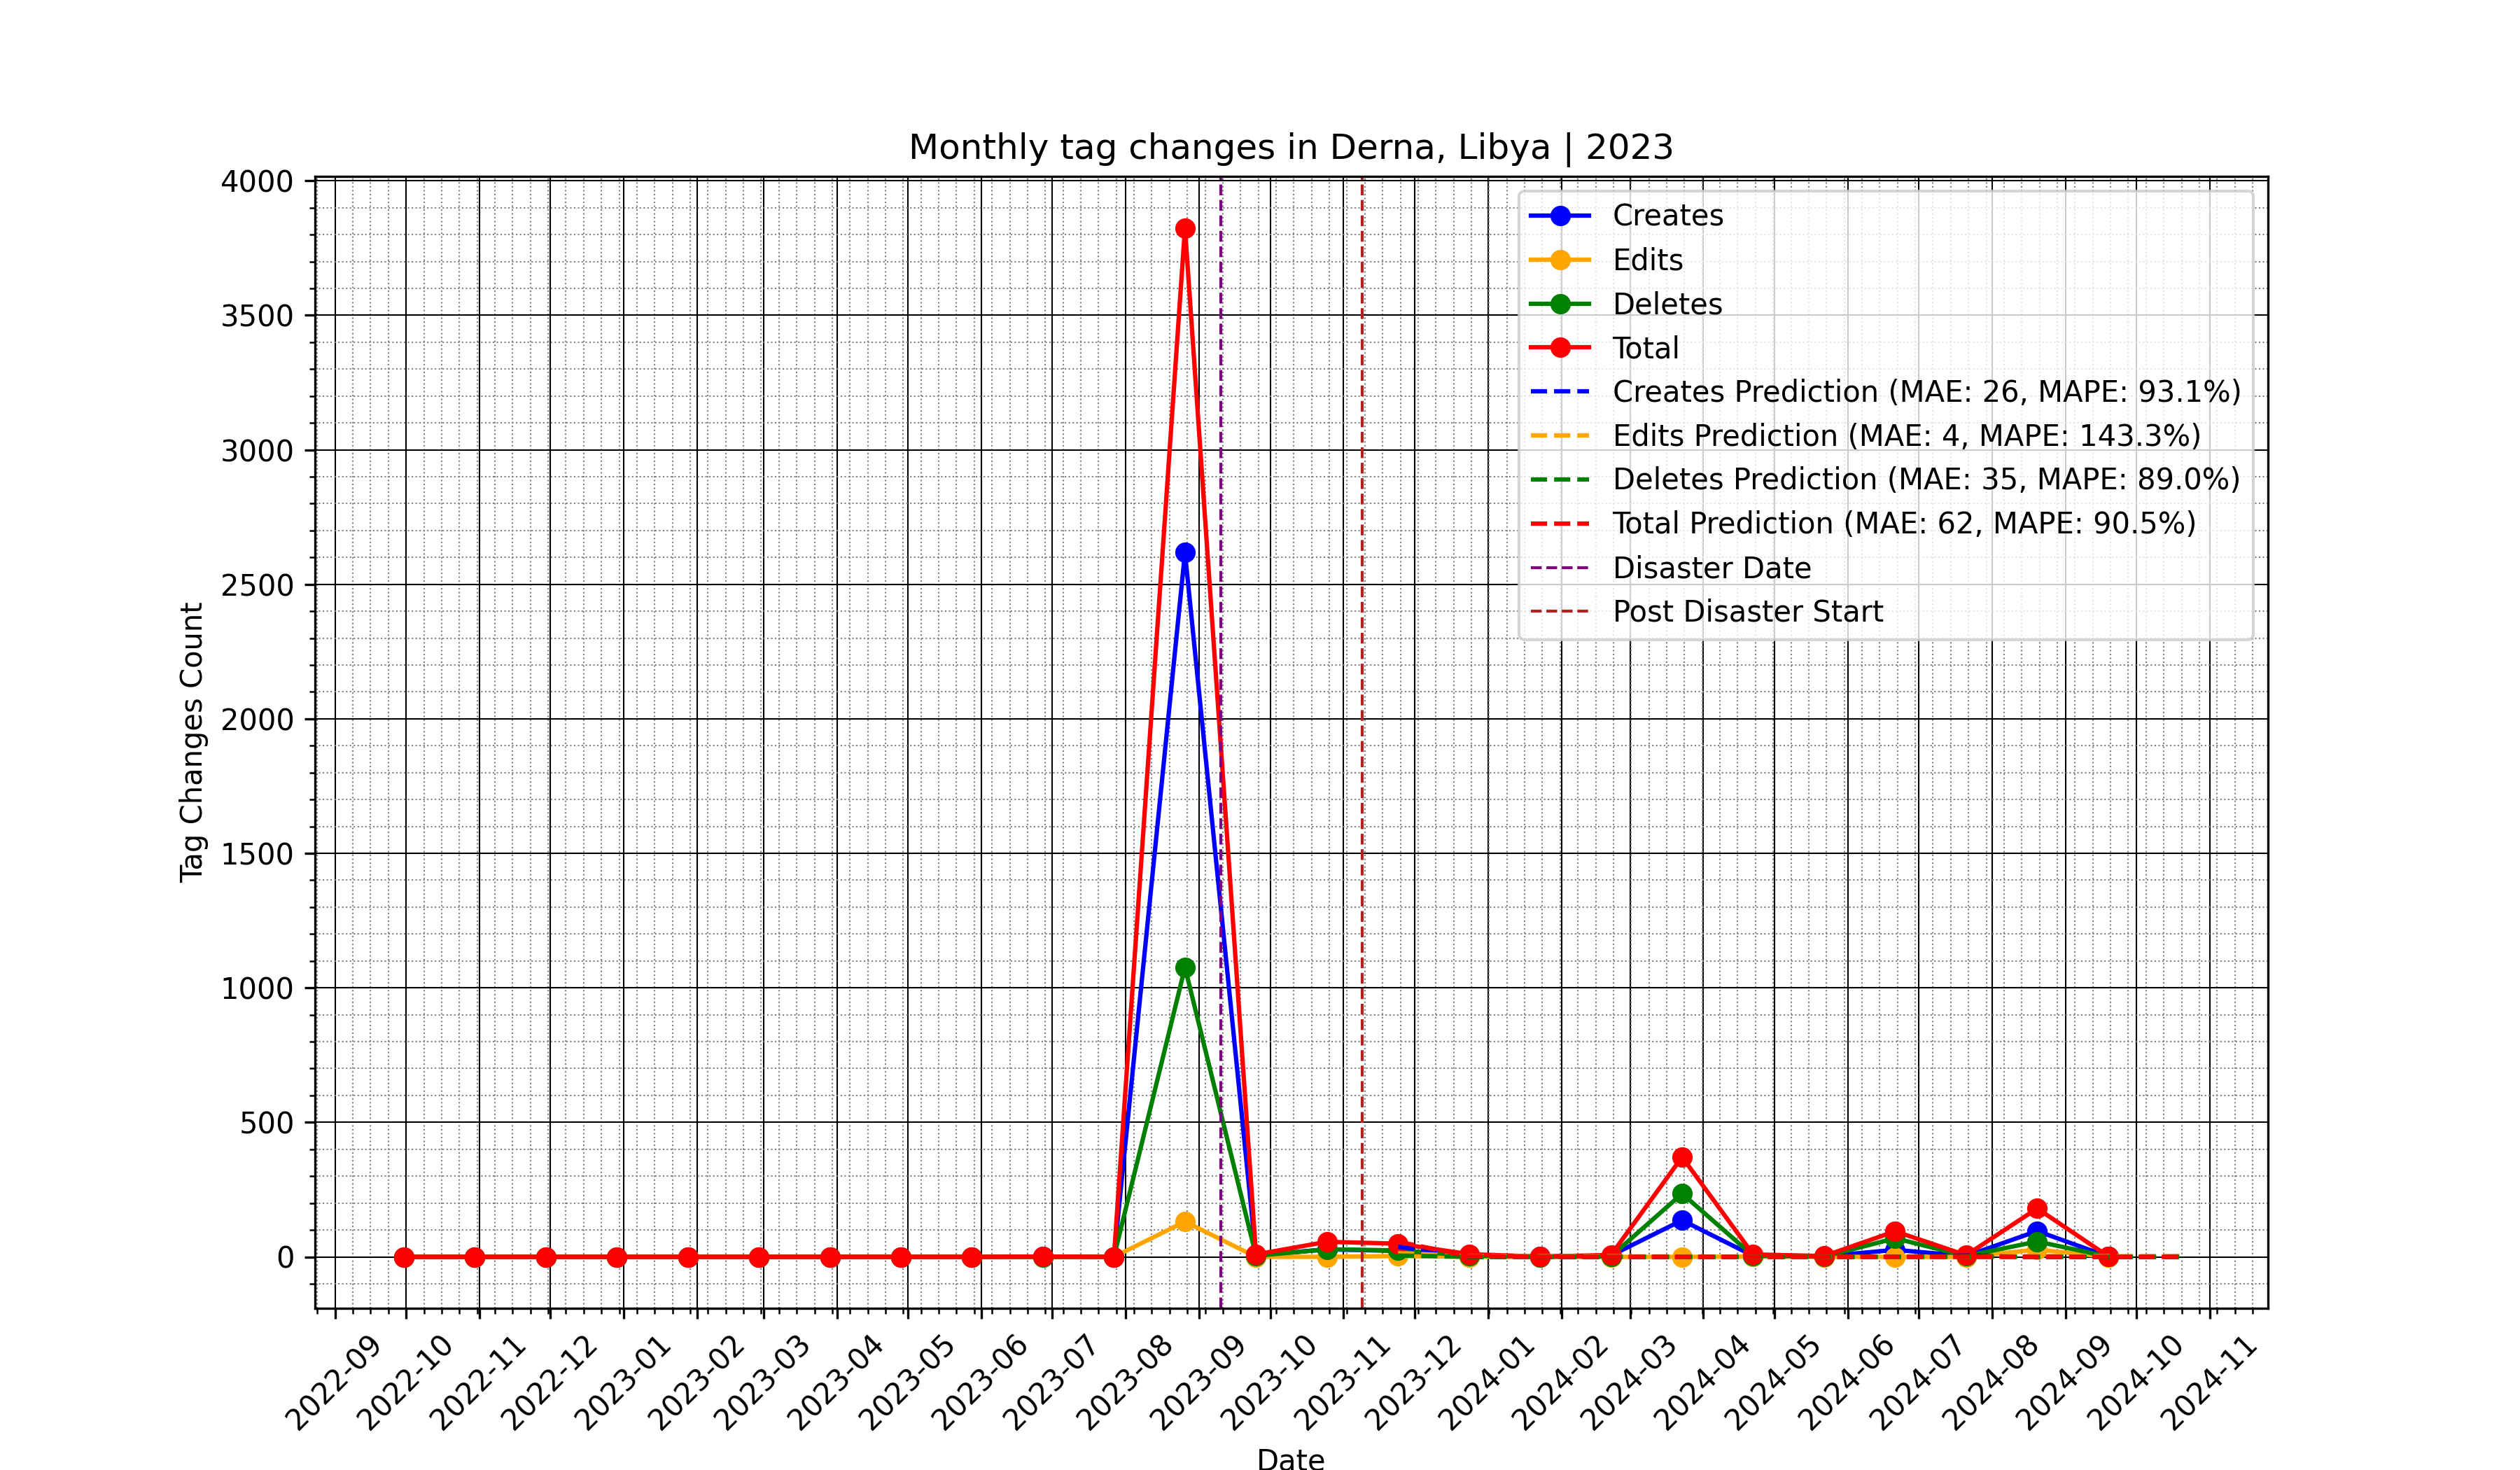 Monthly tag changes in Derna, Libya | 2023
Tag Changes Count
4000
3500
3000
2500
2000
1500
1000
500
0
Creates
Edits
Deletes
Total
Creates Prediction (MAE: 26, MAPE: 93.1%)
Edits Prediction (MAE: 4, MAPE: 143.3%)
Deletes Prediction (MAE: 35, MAPE: 89.0%)
Total Prediction (MAE: 62, MAPE: 90.5%)
Disaster Date
Post Disaster Start
2022-09
2022-10
2022-11
2022-12
2023-01
2023-02
2023-03
2023-04
2023-05
2023-06
2023-07
2023-08
2023-09
2023-10
2023-11
2023-12
2024-01
2024-02
2024-03
2024-04
2024-05
2024-06
2024-07
2024-08
2024-09
2024-10
2024-11
Date